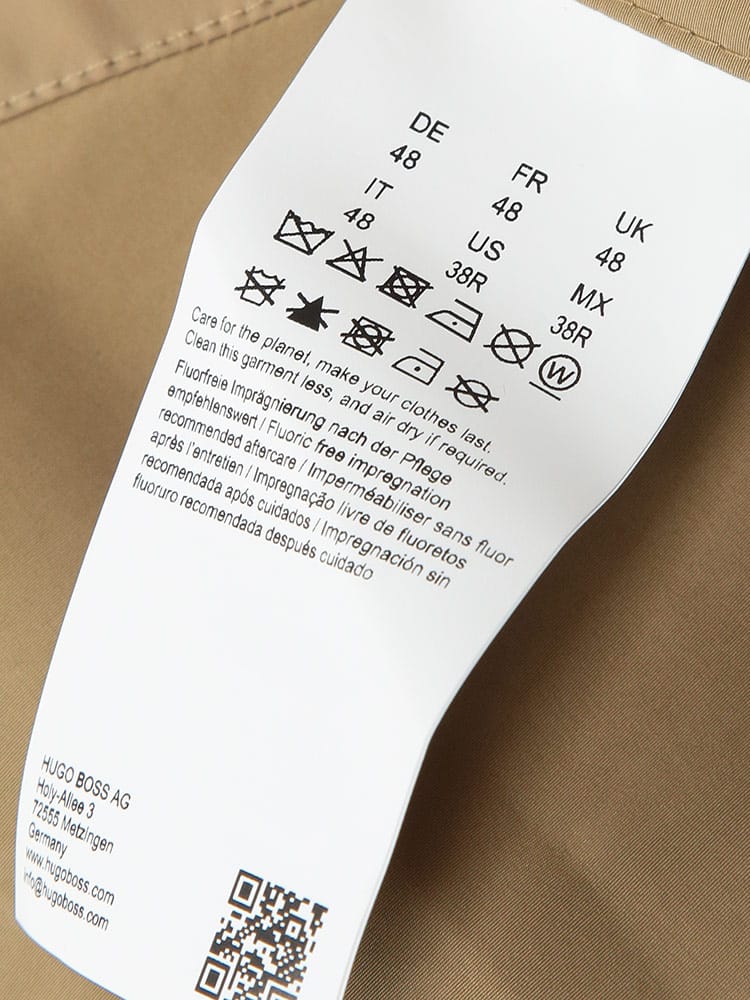 DE
48
FR
48
UK
48
IT
48
US
38R
MX
38R
W
Care for the planet, make your clothes last.
Clean this garment less, and air dry if required.
Fluorfreie Imprägnierung nach der Pflege
empfehlenswert / Fluoric free impregnation
recommended aftercare / Imperméabiliser sans fluor
après l'entretien / Impregnação livre de fluoretos
recomendada após cuidados / Impregnación sin
fluoruro recomendada después cuidado
HUGO BOSS AG
Holy-Allee 3
72555 Metzingen
Germany
www.hugoboss.com
info@hugoboss.com